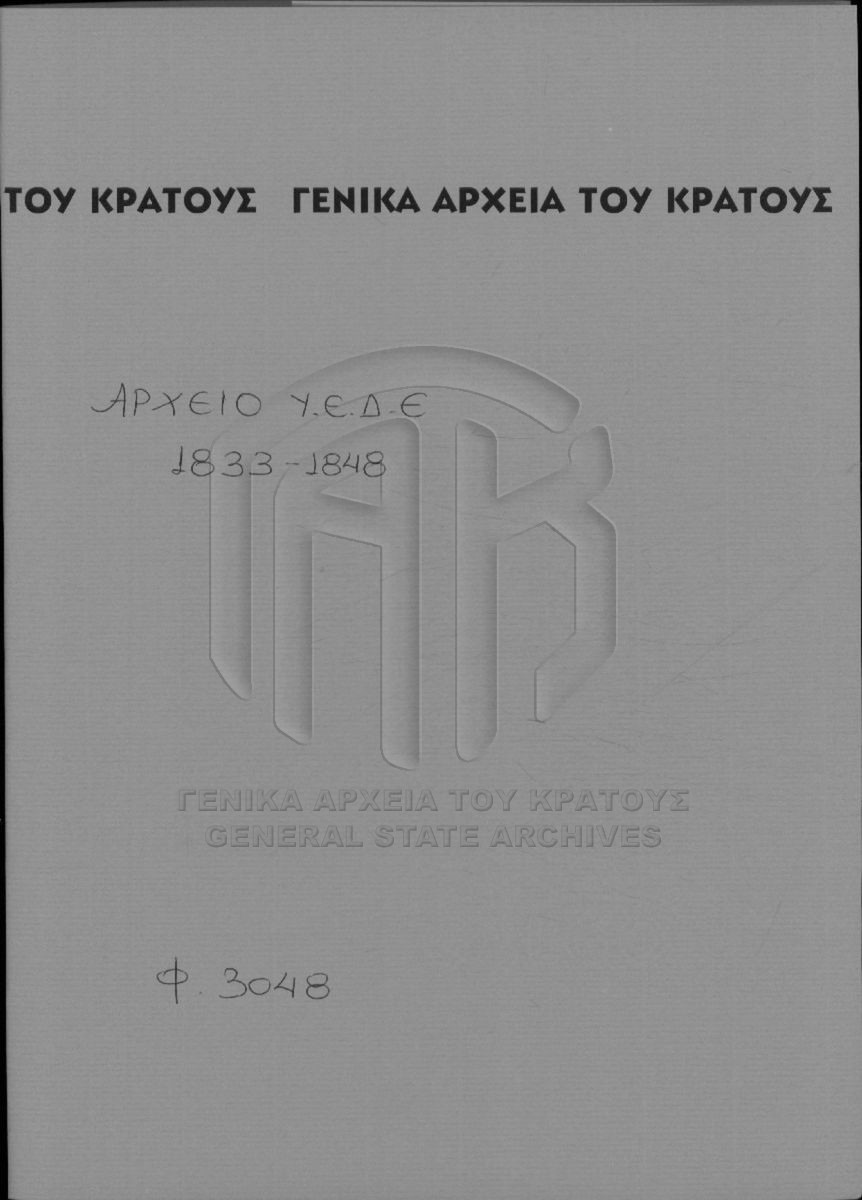 ΤΟΥ ΚΡΑΤΟΥΣ ΓΕΝΙΚΑ ΑΡΧΕΙΑ ΤΟΥ ΚΡΑΤΟΥΣ
ΑΡΧΕΙΟ Υ.Ε.Δ.Ε
1833-1848
ΓΕΝΙΚΑ ΑΡΧΕΙΑ ΤΟΥ ΚΡΑΤΟΥΣ
GENERAL STATE ARCHIVES
Φ. 3048